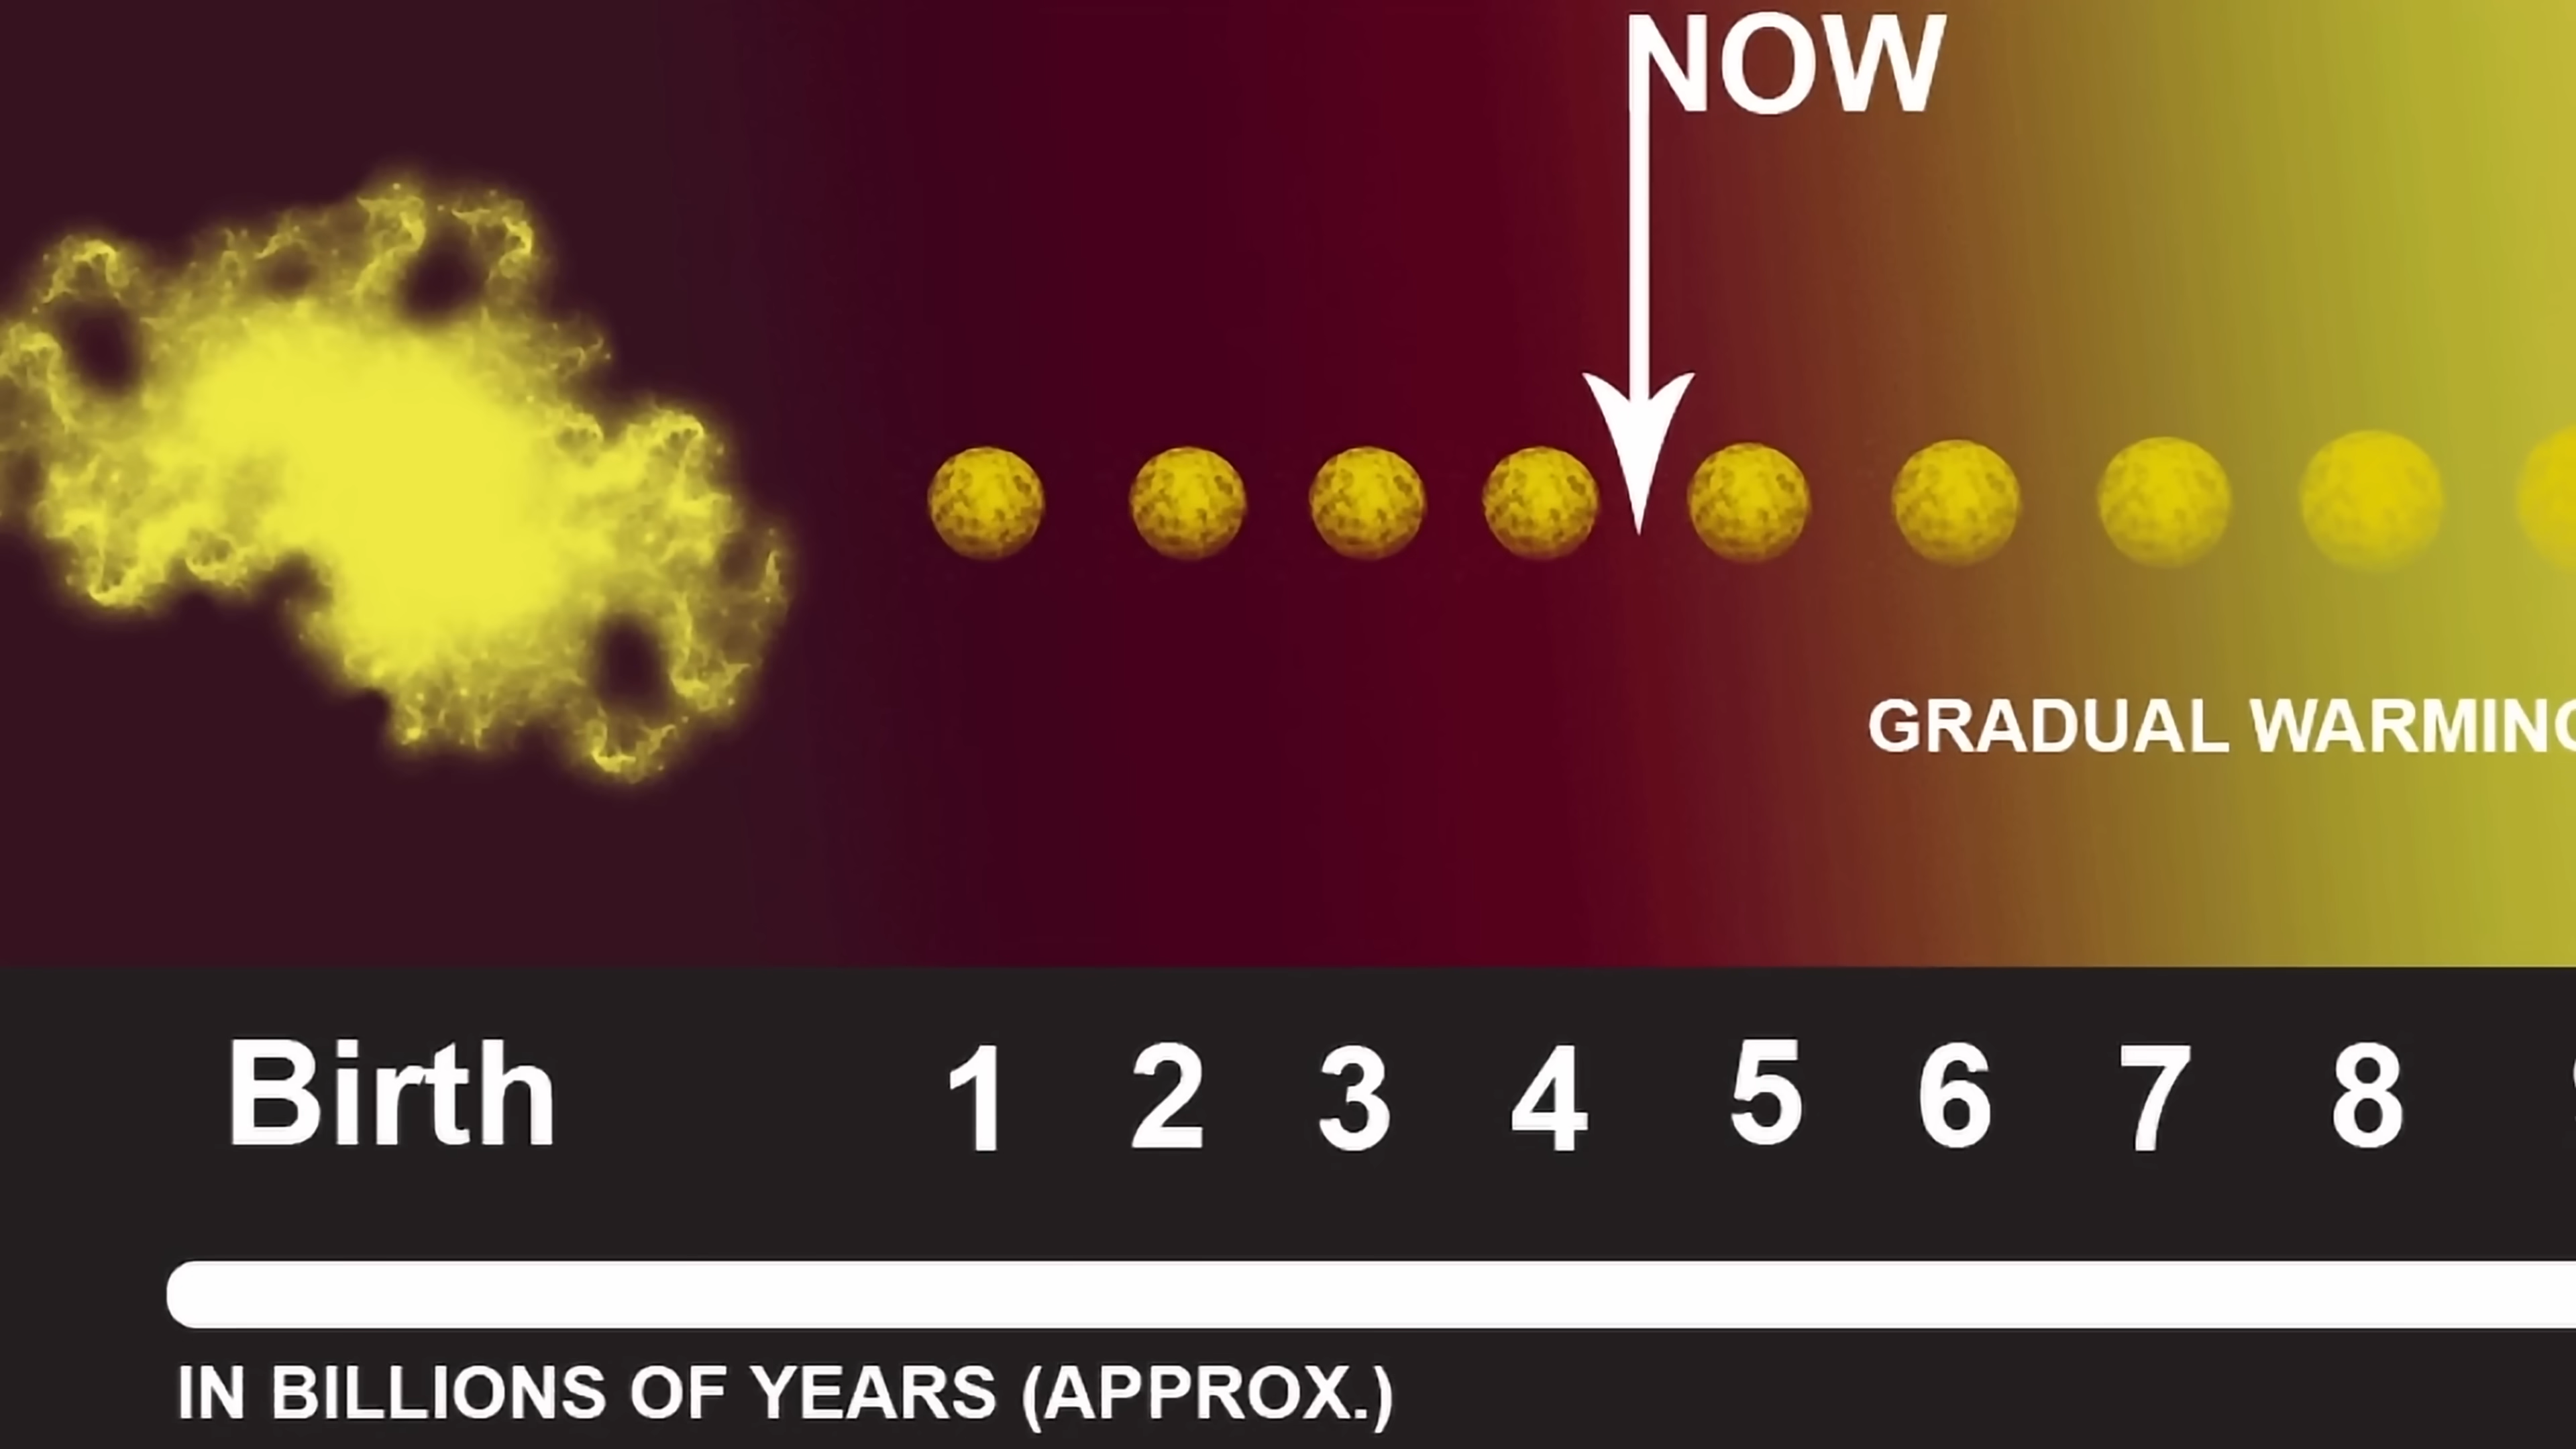 NOW
GRADUAL WARMING
Birth 1 2 3 4 5 6 7 8
IN BILLIONS OF YEARS (APPROX.)